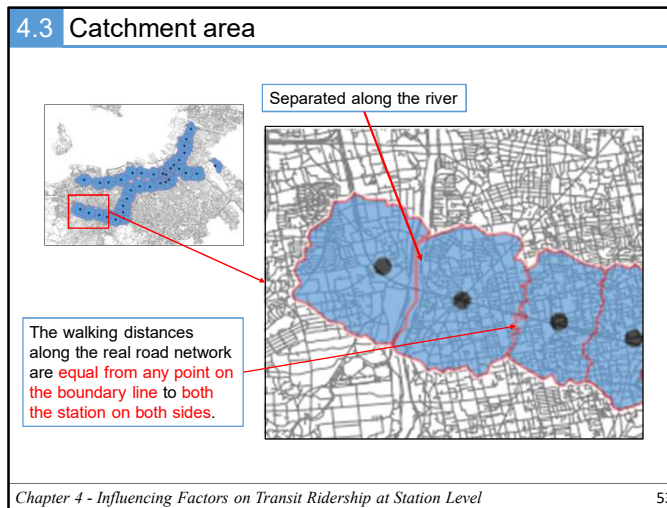 4.3 Catchment area
Separated along the river
The walking distances
along the real road network
are equal from any point on
the boundary line to both
the station on both sides.
Chapter 4 - Influencing Factors on Transit Ridership at Station Level 53